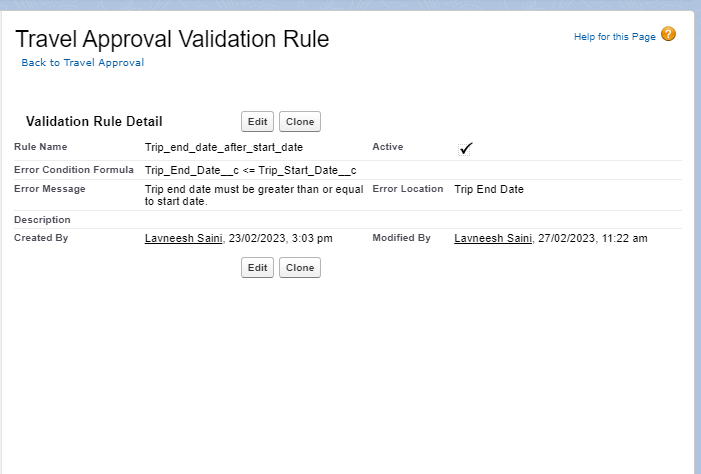 Travel Approval Validation Rule
Help for this Page ?
Back to Travel Approval
Validation Rule Detail
Edit Clone
Rule Name Trip_end_date_after_start_date Active
Error Condition Formula Trip_End_Date__c <= Trip_Start_Date__c
Error Message Trip end date must be greater than or equal Error Location Trip End Date
to start date.
Description
Created By Lavneesh Saini, 23/02/2023, 3:03 pm Modified By Lavneesh Saini, 27/02/2023, 11:22 am
Edit Clone